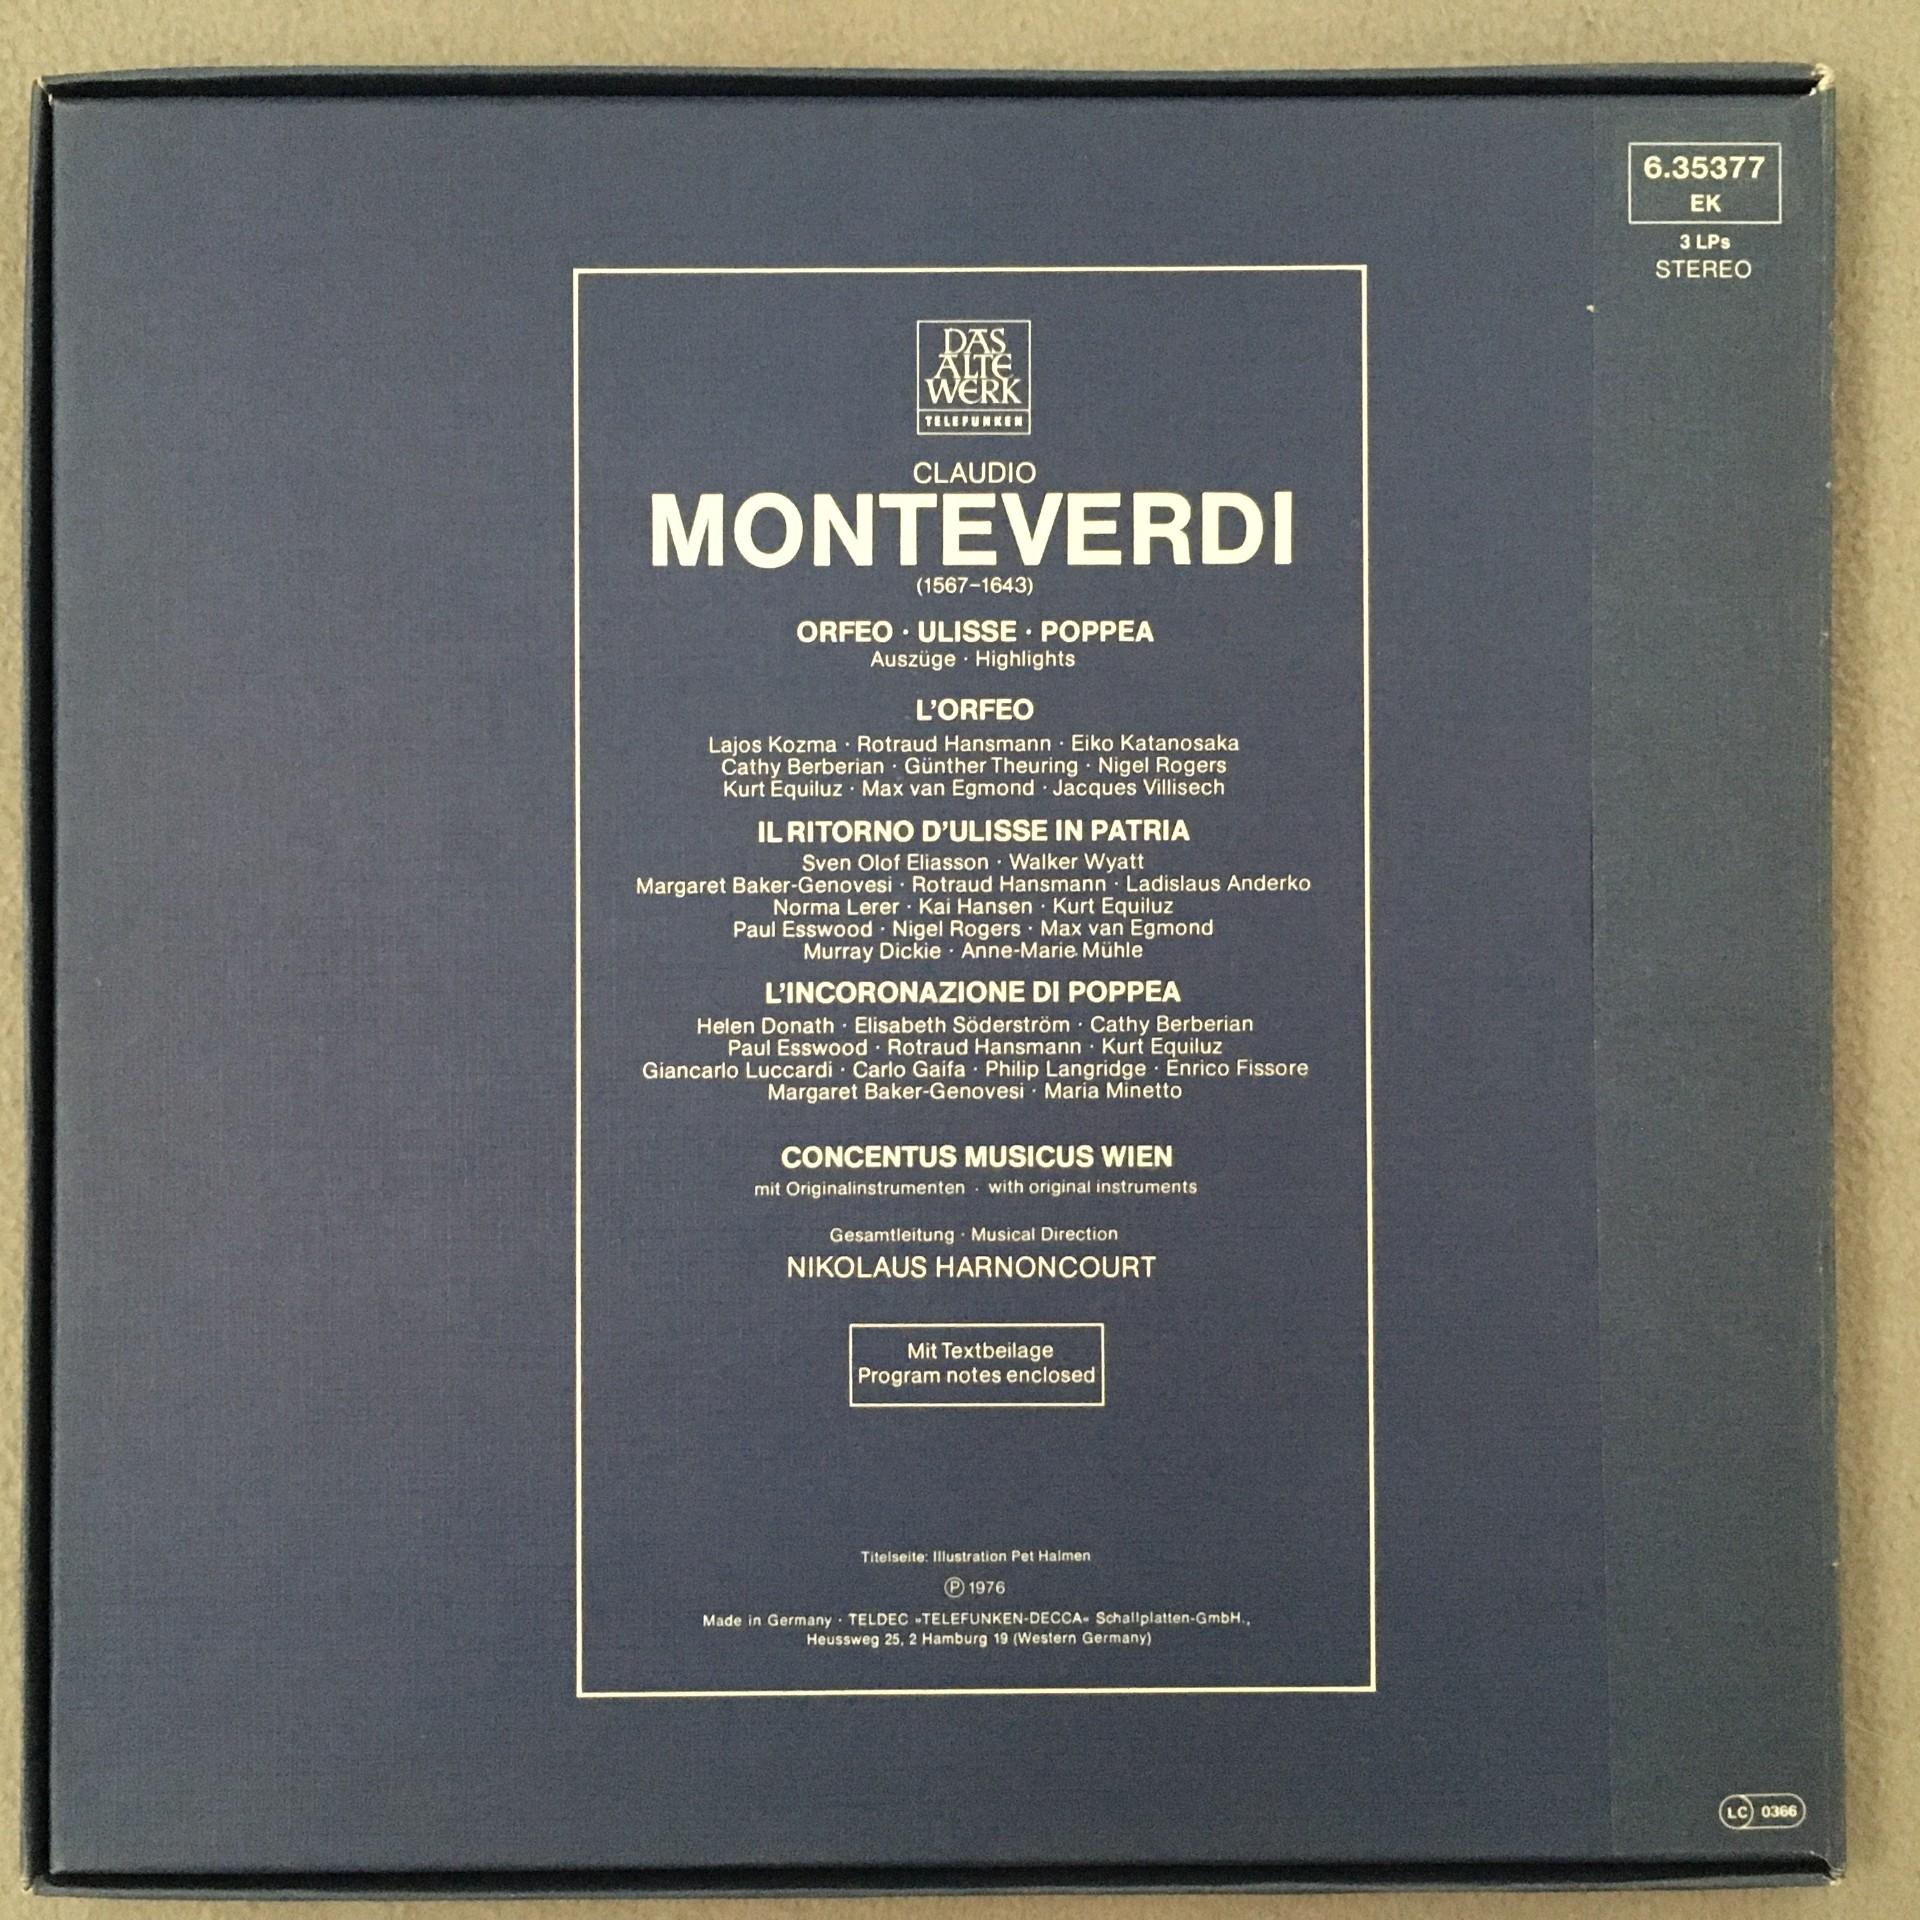 6.35377
EK
3 LPs
STEREO
DAS
ALTE
WERK
TELEFUNKEN
CLAUDIO
MONTEVERDI
(1567–1643)
ORFEO · ULISSE · POPPEA
Auszüge · Highlights
L'ORFEO
Lajos Kozma · Rotraud Hansmann · Eiko Katanosaka
Cathy Berberian · Günther Theuring · Nigel Rogers
Kurt Equiluz · Max van Egmond · Jacques Villisech
IL RITORNO D'ULISSE IN PATRIA
Sven Olof Eliasson · Walker Wyatt
Margaret Baker-Genovesi · Rotraud Hansmann · Ladislaus Anderko
Norma Lerer · Kai Hansen · Kurt Equiluz
Paul Esswood · Nigel Rogers · Max van Egmond
Murray Dickie · Anne-Marie Mühle
L'INCORONAZIONE DI POPPEA
Helen Donath · Elisabeth Söderström · Cathy Berberian
Paul Esswood · Rotraud Hansmann · Kurt Equiluz
Giancarlo Luccardi · Carlo Gaifa · Philip Langridge · Enrico Fissore
Margaret Baker-Genovesi · Maria Minetto
CONCENTUS MUSICUS WIEN
mit Originalinstrumenten · with original instruments
Gesamtleitung · Musical Direction
NIKOLAUS HARNONCOURT
Mit Textbeilage
Program notes enclosed
Titelseite: Illustration Pet Halmen
Ⓟ 1976
Made in Germany · TELDEC »TELEFUNKEN-DECCA« Schallplatten-GmbH.,
Heussweg 25, 2 Hamburg 19 (Western Germany)
LC 0366